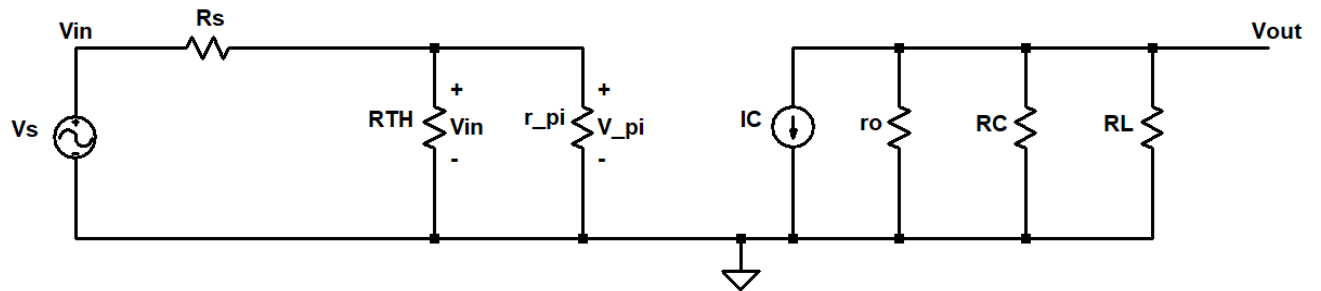 Vin
Rs
Vout
Vs
RTH
+
Vin
-
r_pi
+
V_pi
-
IC
ro
RC
RL